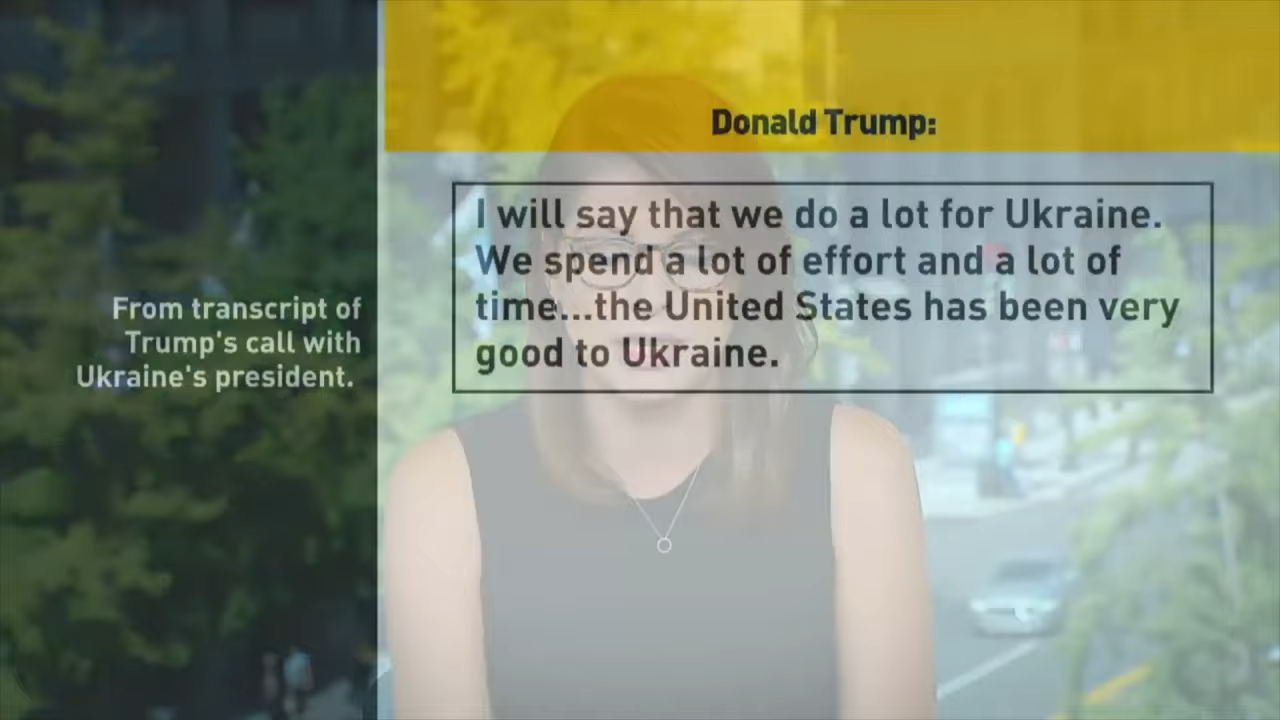 From transcript of
Trump's call with
Ukraine's president.
Donald Trump:
I will say that we do a lot for Ukraine.
We spend a lot of effort and a lot of
time...the United States has been very
good to Ukraine.